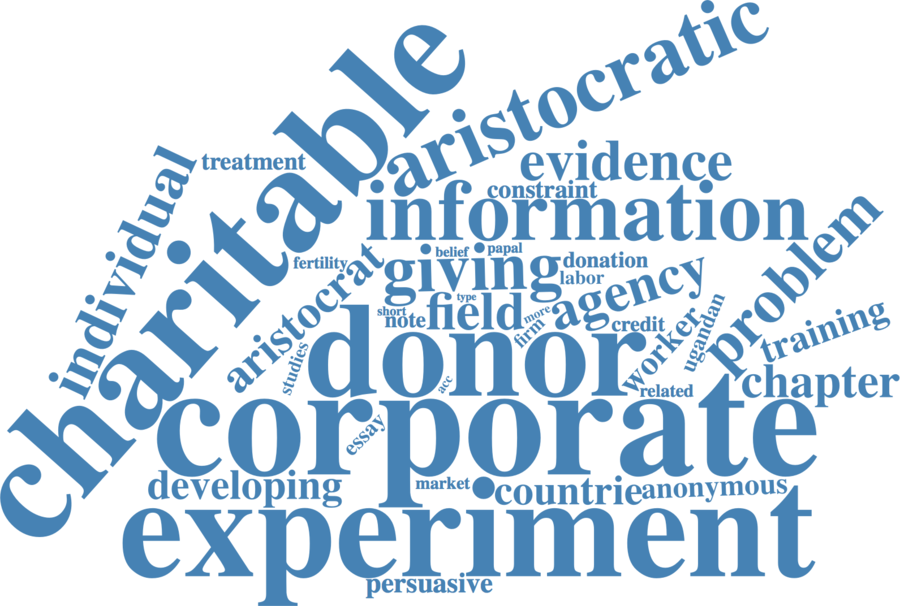 charitable
aristocratic
individual
treatment
evidence
constraint
information
problem
fertility
aristocrat
belief
papal
giving
donation
labor
agency
type
short
note
field
more
firm
credit
worker
ugandan
training
studies
donor
acc
related
chapter
corporate
essay
developing
market
countrie
anonymous
experiment
persuasive